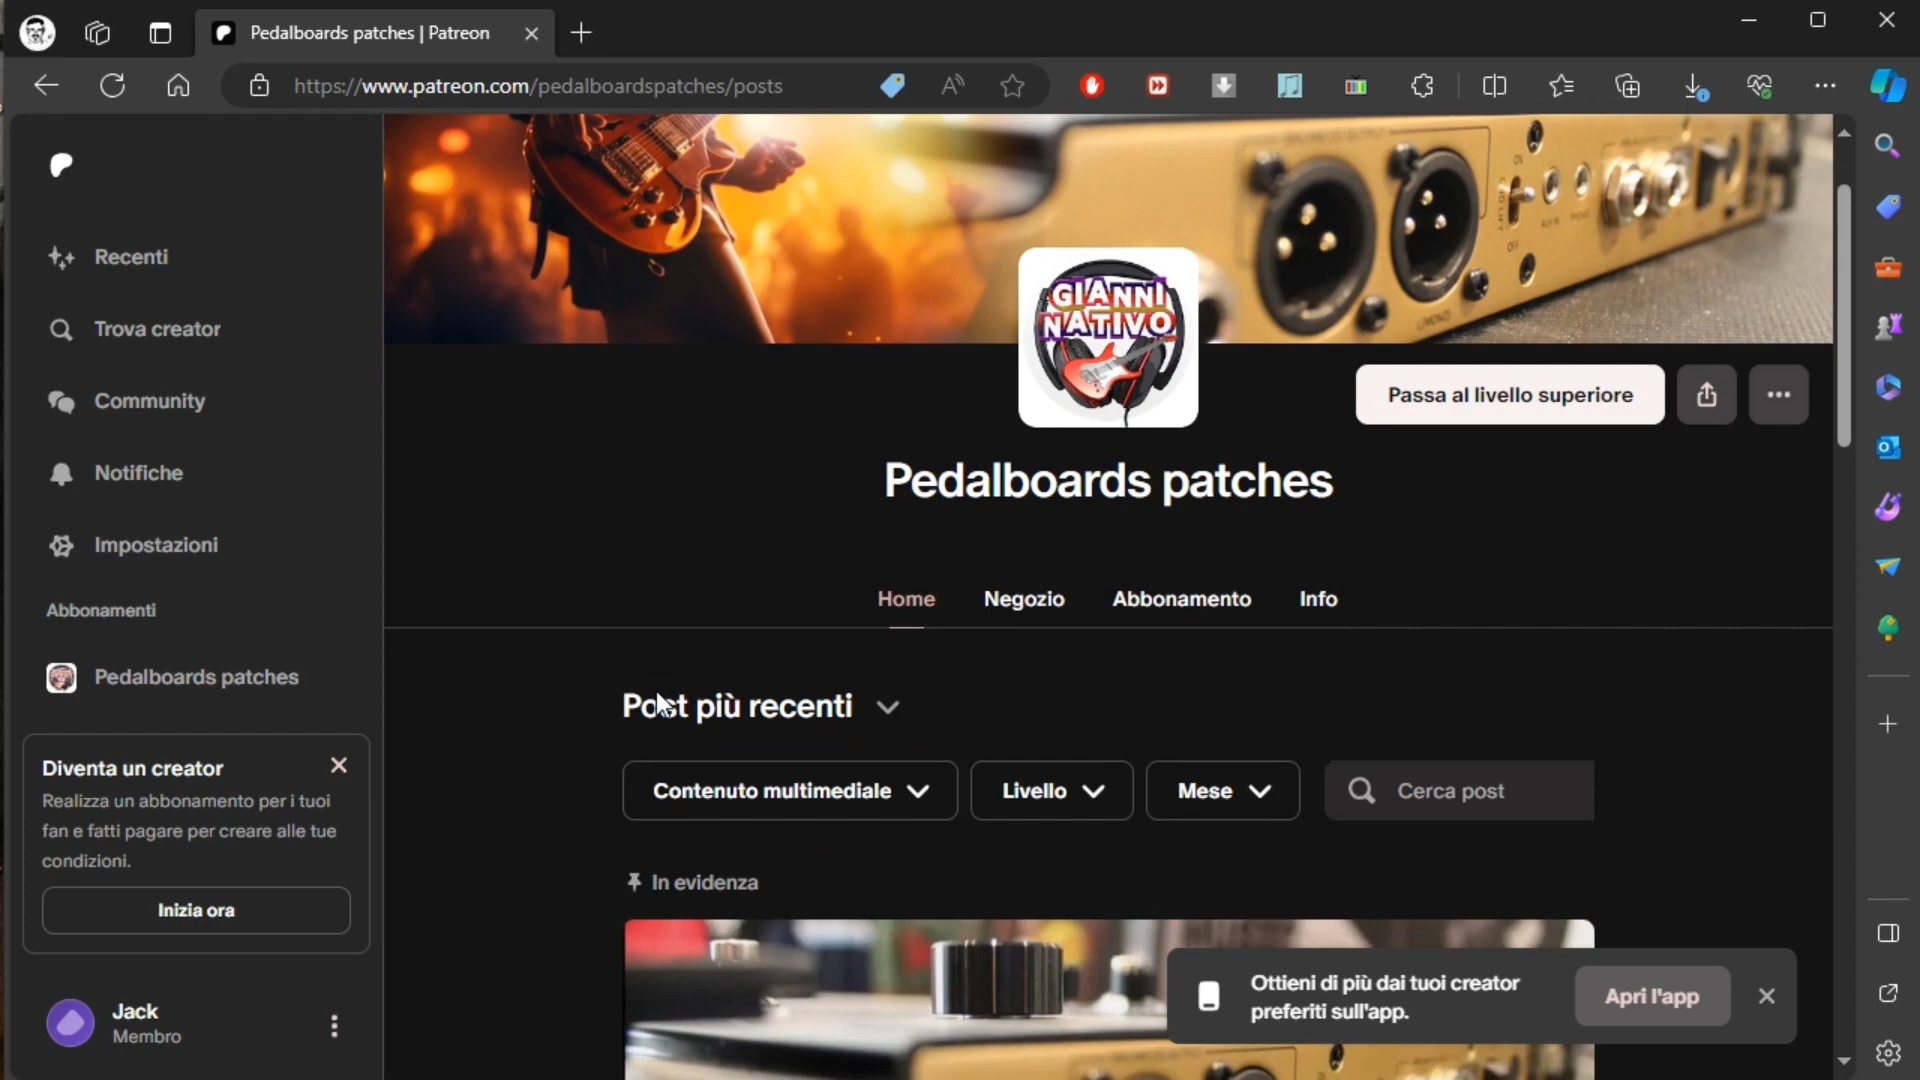 Pedalboards patches | Patreon
https://www.patreon.com/pedalboardspatches/posts
Recenti
Trova creator
Community
Notifiche
Impostazioni
Abbonamenti
Pedalboards patches
Diventa un creator
Realizza un abbonamento per i tuoi
fan e fatti pagare per creare alle tue
condizioni.
Inizia ora
Jack
Membro
GIANNI
NATIVO
Passa al livello superiore
Pedalboards patches
Home Negozio Abbonamento Info
Post più recenti
Contenuto multimediale Livello Mese Cerca post
In evidenza
Ottieni di più dai tuoi creator
preferiti sull'app.
Apri l'app